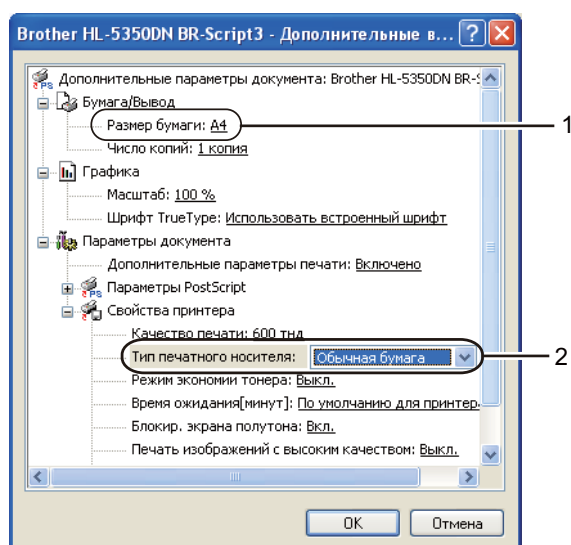 Brother HL-5350DN BR-Script3 - Дополнительные в...
Дополнительные параметры документа: Brother HL-5350DN BR-
Бумага/Вывод
Размер бумаги: A4
1
Число копий: 1 копия
Графика
Масштаб: 100 %
Шрифт TrueType: Использовать встроенный шрифт
Параметры документа
Дополнительные параметры печати: Включено
Параметры PostScript
Свойства принтера
Качество печати: 600 тнд
Тип печатного носителя: Обычная бумага
2
Режим экономии тонера: Выкл.
Время ожидания[минут]: По умолчанию для принтер
Блокир. экрана полутона: Вкл.
Печать изображений с высоким качеством: Выкл.
OK
Отмена